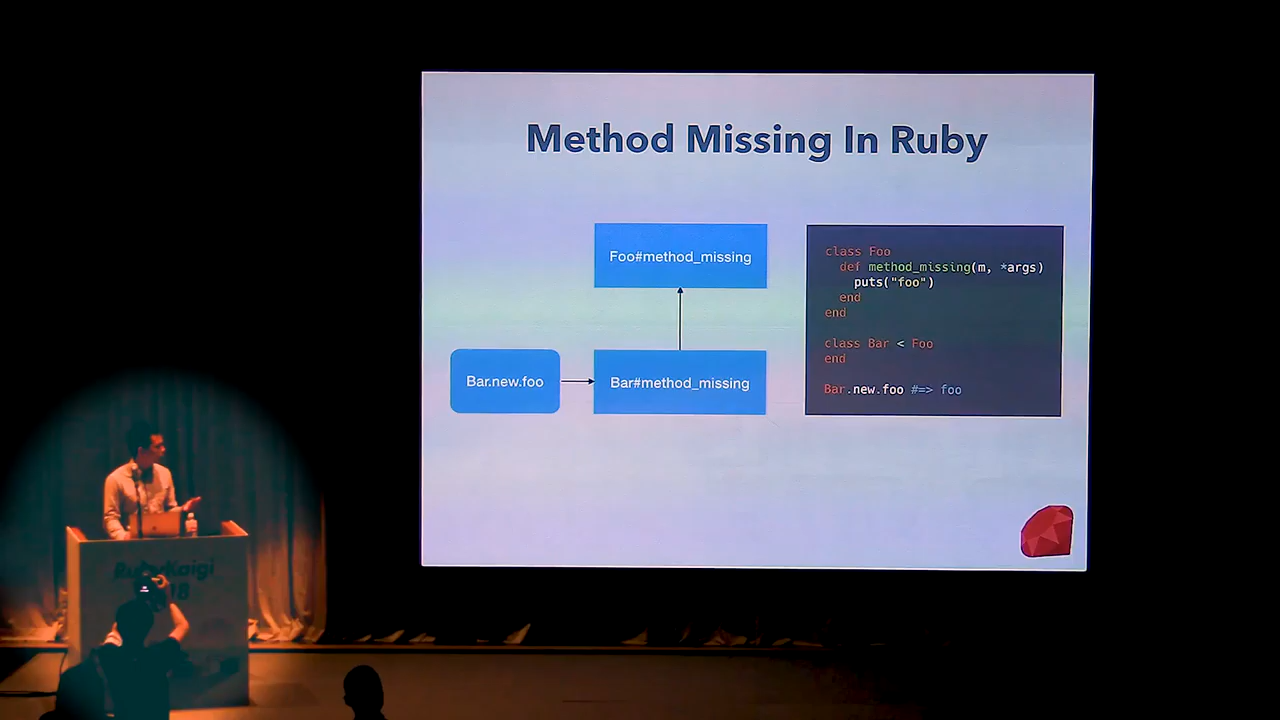 Method Missing In Ruby
Foo#method_missing
Bar.new.foo
Bar#method_missing
class Foo
  def method_missing(m, *args)
    puts("foo")
  end
end
class Bar < Foo
end
Bar.new.foo #=> foo
RubyKaigi